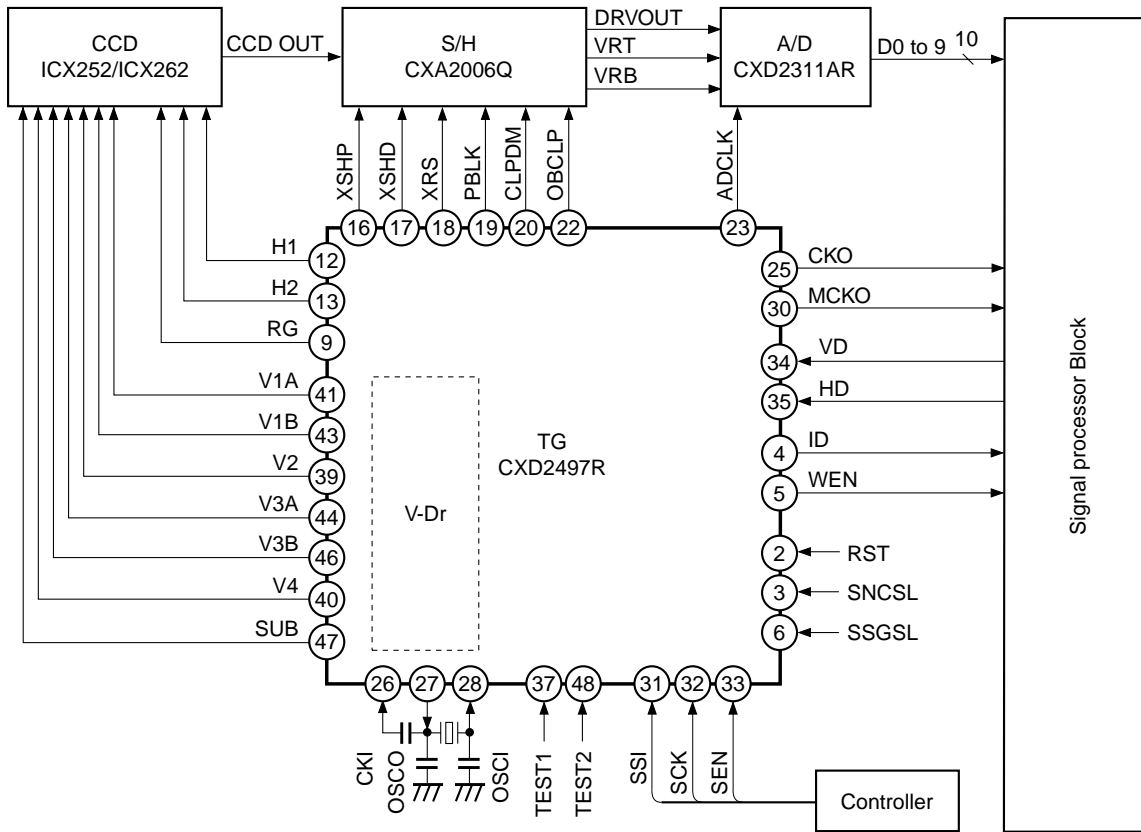 CCD
ICX252/ICX262
CCD OUT
S/H
CXA2006Q
DRVOUT
VRT
VRB
A/D
CXD2311AR
D0 to 9
10
Signal processor Block
XSHP
XSHD
XRS
PBLK
CLPDM
OBCLP
ADCLK
16
17
18
19
20
22
23
H1
12
H2
13
RG
9
V1A
41
V1B
43
V2
39
V3A
44
V3B
46
V4
40
SUB
47
V-Dr
TG
CXD2497R
25
CKO
30
MCKO
34
VD
35
HD
4
ID
5
WEN
2
RST
3
SNCSL
6
SSGSL
26
27
28
37
48
31
32
33
CKI
OSCO
OSCI
TEST1
TEST2
SSI
SCK
SEN
Controller